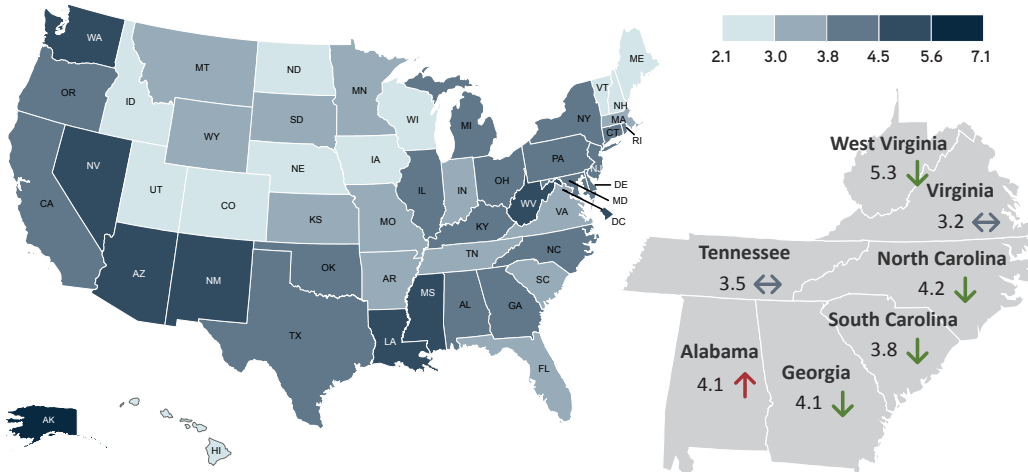 WA
OR
CA
NV
ID
MT
WY
UT
CO
AZ
NM
ND
SD
NE
KS
OK
TX
MN
IA
MO
AR
LA
WI
IL
MI
IN
OH
KY
TN
MS
AL
GA
FL
SC
NC
VA
WV
PA
NY
NJ
CT
MA
RI
VT
NH
ME
DE
MD
DC
AK
HI
2.1 3.0 3.8 4.5 5.6 7.1
West Virginia
5.3 ↓
Virginia
3.2 ↔
Tennessee
3.5 ↔
North Carolina
4.2 ↓
South Carolina
3.8 ↓
Alabama
4.1 ↑
Georgia
4.1 ↓